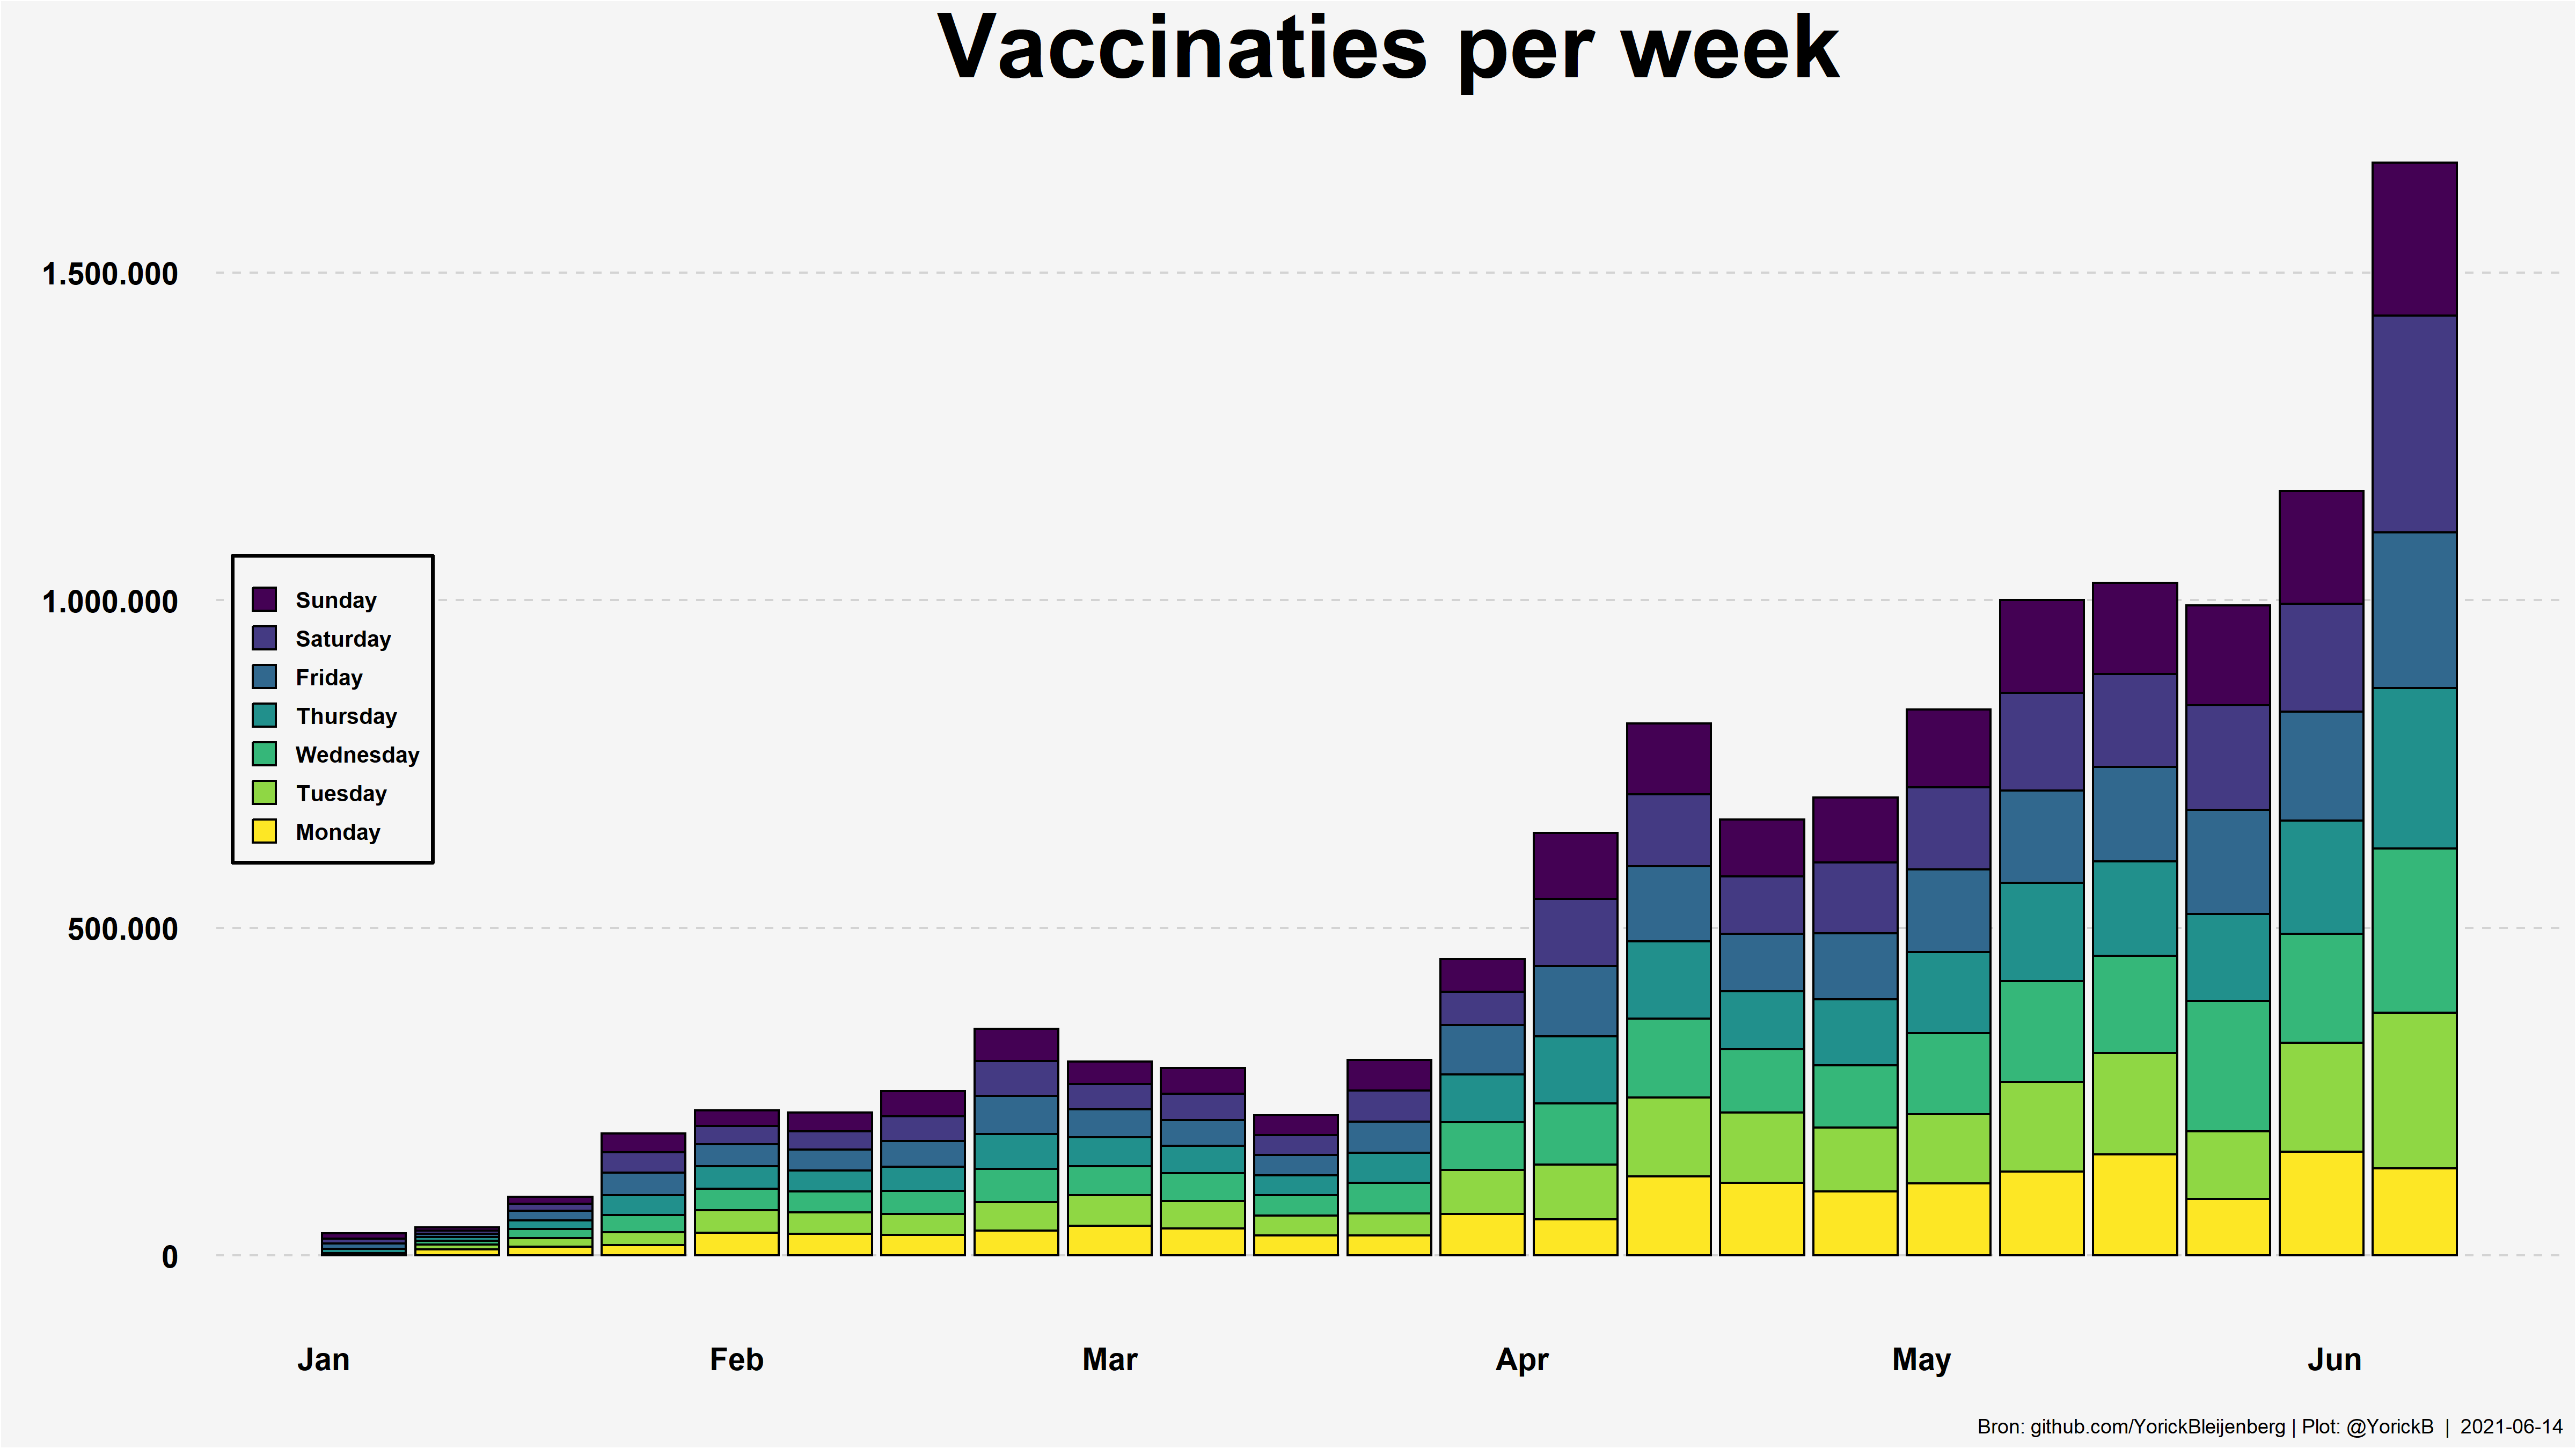 Vaccinaties per week
1.500.000
1.000.000
500.000
0
Sunday
Saturday
Friday
Thursday
Wednesday
Tuesday
Monday
Jan Feb Mar Apr May Jun
Bron: github.com/YorickBleijenberg | Plot: @YorickB | 2021-06-14